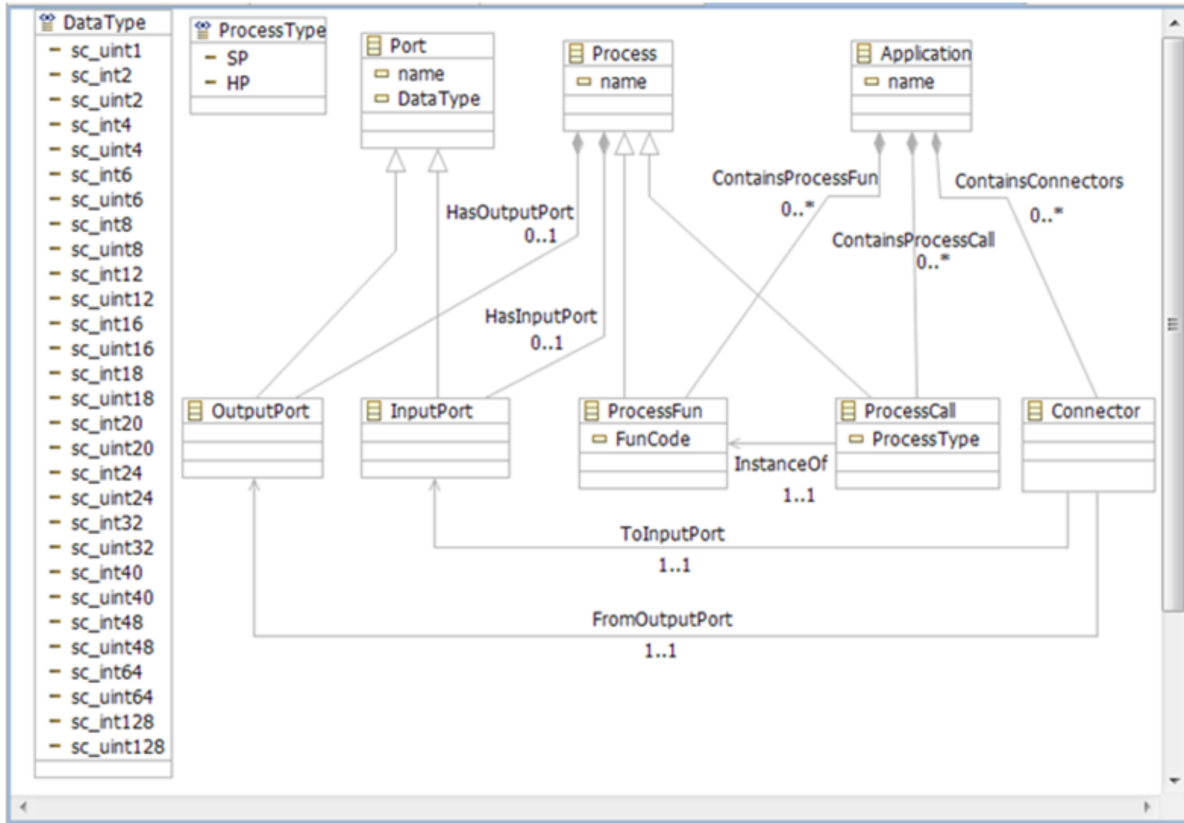 DataType
sc_uint1
sc_int2
sc_uint2
sc_int4
sc_uint4
sc_int6
sc_uint6
sc_int8
sc_uint8
sc_int12
sc_uint12
sc_int16
sc_uint16
sc_int18
sc_uint18
sc_int20
sc_uint20
sc_int24
sc_uint24
sc_int32
sc_uint32
sc_int40
sc_uint40
sc_int48
sc_uint48
sc_int64
sc_uint64
sc_int128
sc_uint128
ProcessType
SP
HP
Port
name
DataType
Process
name
Application
name
HasOutputPort
0..1
HasInputPort
0..1
ContainsProcessFun
0..*
ContainsProcessCall
0..*
ContainsConnectors
0..*
OutputPort
InputPort
ProcessFun
FunCode
ProcessCall
ProcessType
Connector
InstanceOf
1..1
ToInputPort
1..1
FromOutputPort
1..1